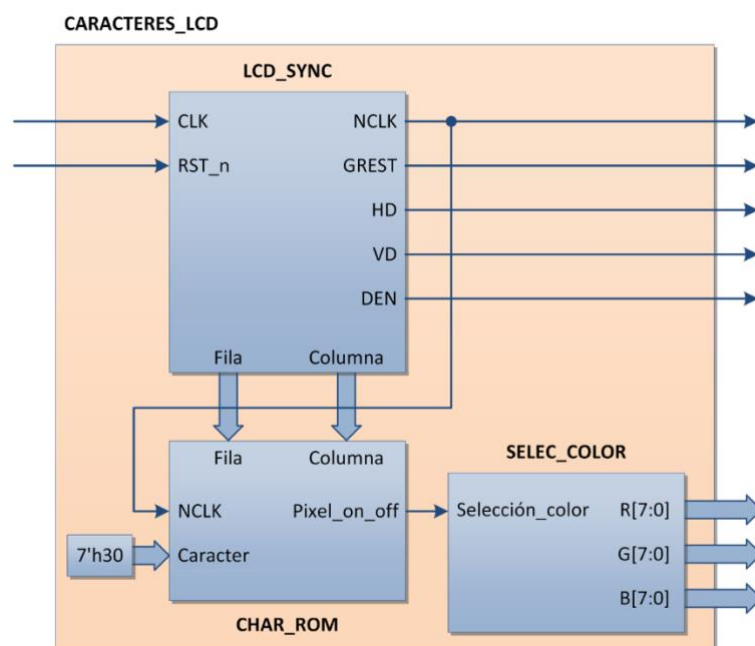 CARACTERES_LCD
LCD_SYNC
CLK NCLK
RST_n GREST
HD
VD
DEN
Fila Columna
Fila Columna
SELEC_COLOR
NCLK Pixel_on_off
Selección_color R[7:0]
7'h30 Caracter
G[7:0]
B[7:0]
CHAR_ROM